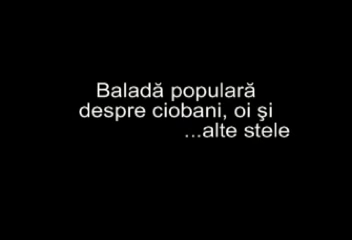 Baladă populară
despre ciobani, oi şi
...alte stele